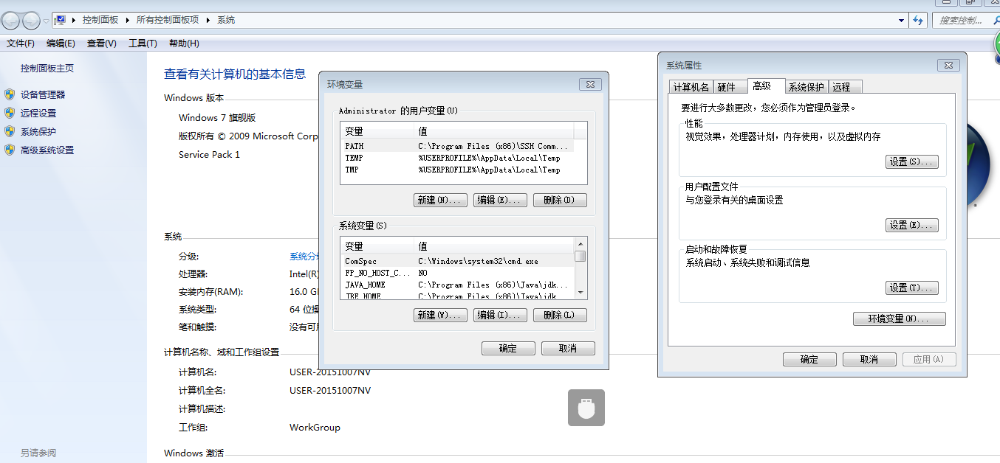 控制面板 ▸ 所有控制面板项 ▸ 系统
搜索控制...
文件(F) 编辑(E) 查看(V) 工具(T) 帮助(H)
控制面板主页
设备管理器
远程设置
系统保护
高级系统设置
另请参阅
查看有关计算机的基本信息
Windows 版本
Windows 7 旗舰版
版权所有 © 2009 Microsoft Corp
Service Pack 1
系统
分级: 系统分
处理器: Intel(R)
安装内存(RAM): 16.0
系统类型: 64 位
笔和触摸: 没有可
计算机名称、域和工作组设置
计算机名: USER-20151007NV
计算机全名: USER-20151007NV
计算机描述:
工作组: WorkGroup
Windows 激活
环境变量
Administrator 的用户变量(U)
变量 值
PATH C:\Program Files (x86)\SSH Comm...
TEMP %USERPROFILE%\AppData\Local\Temp
TMP %USERPROFILE%\AppData\Local\Temp
新建(N)... 编辑(E)... 删除(D)
系统变量(S)
变量 值
ComSpec C:\Windows\system32\cmd.exe
FP_NO_HOST_C... NO
JAVA_HOME C:\Program Files (x86)\Java\jdk...
JRE_HOME C:\Program Files (x86)\Java\jdk...
新建(W)... 编辑(I)... 删除(L)
确定 取消
系统属性
计算机名 硬件 高级 系统保护 远程
要进行大多数更改，您必须作为管理员登录。
性能
视觉效果，处理器计划，内存使用，以及虚拟内存
设置(S)...
用户配置文件
与您登录有关的桌面设置
设置(E)...
启动和故障恢复
系统启动、系统失败和调试信息
设置(T)...
环境变量(N)...
确定 取消 应用(A)